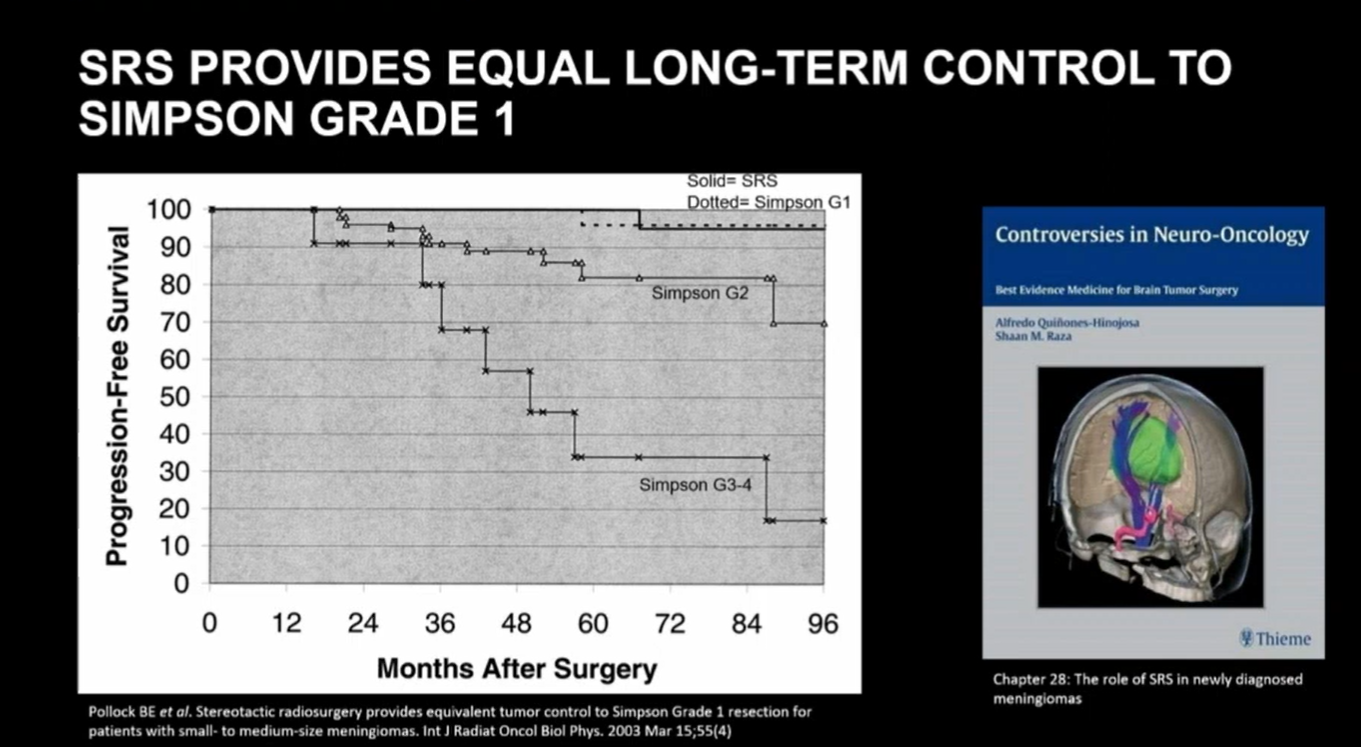 SRS PROVIDES EQUAL LONG-TERM CONTROL TO
SIMPSON GRADE 1
Solid= SRS
Dotted= Simpson G1
Progression-Free Survival
100
90
80
70
60
50
40
30
20
10
0
Simpson G2
Simpson G3-4
0 12 24 36 48 60 72 84 96
Months After Surgery
Pollock BE et al. Stereotactic radiosurgery provides equivalent tumor control to Simpson Grade 1 resection for
patients with small- to medium-size meningiomas. Int J Radiat Oncol Biol Phys. 2003 Mar 15;55(4)
Controversies in Neuro-Oncology
Best Evidence Medicine for Brain Tumor Surgery
Alfredo Quiñones-Hinojosa
Shaan M. Raza
Thieme
Chapter 28: The role of SRS in newly diagnosed
meningiomas